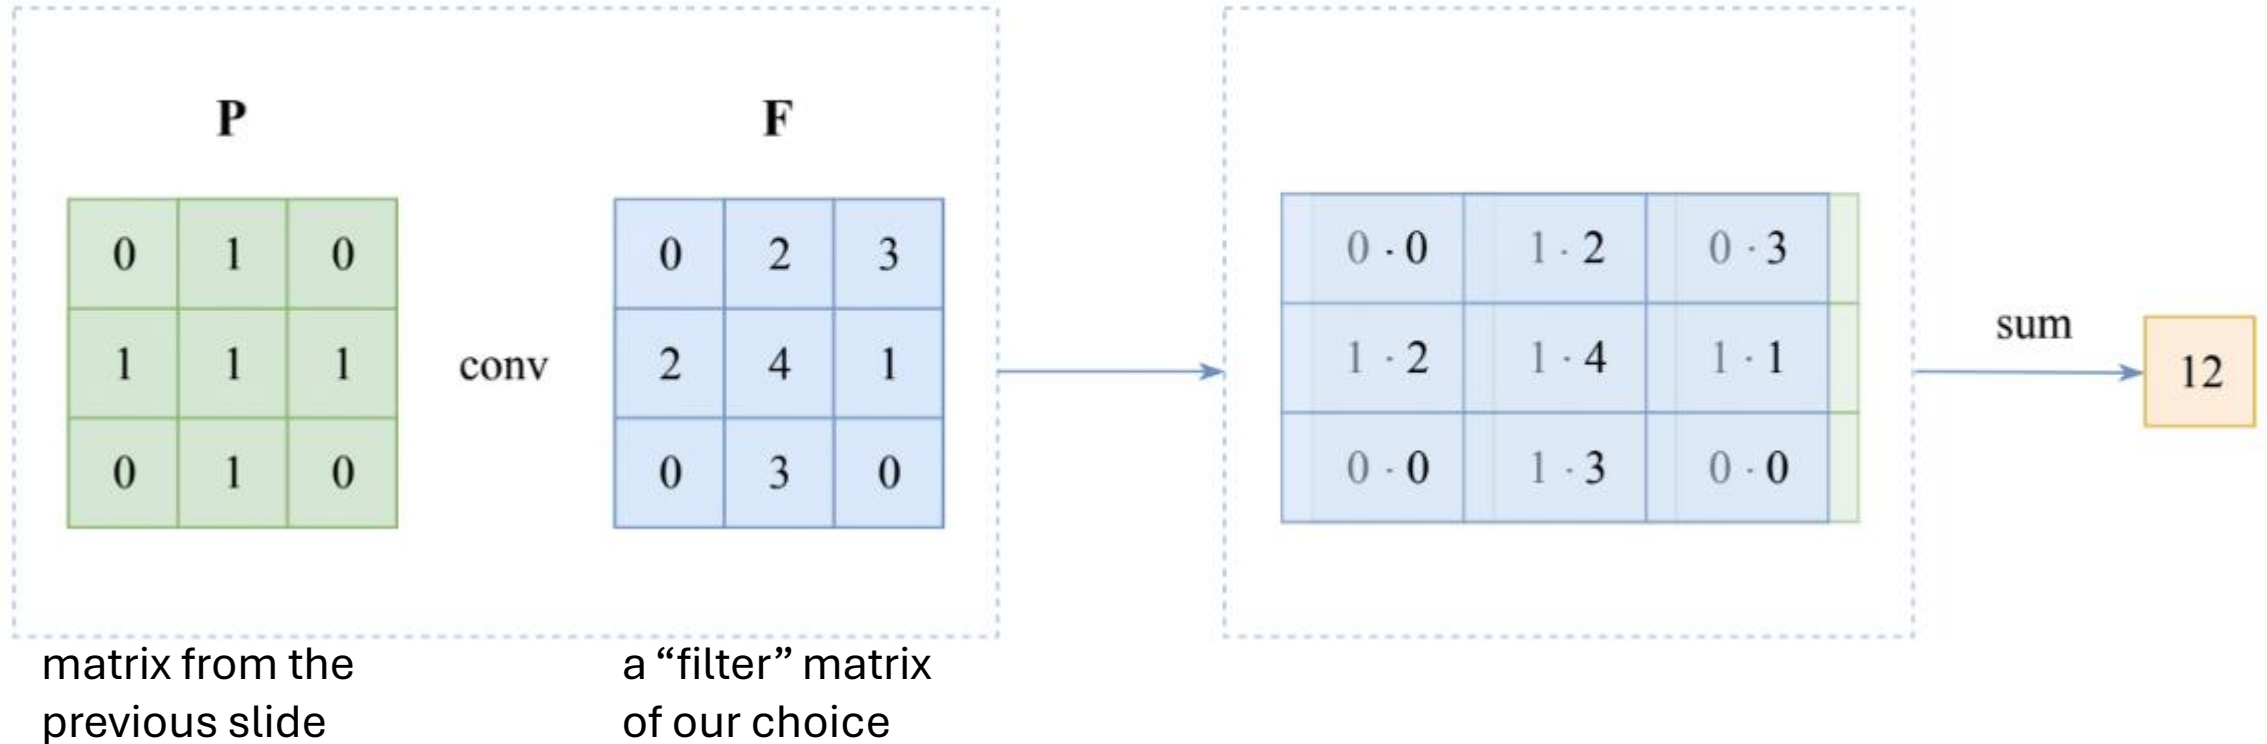 P
F
0 1 0
1 1 1
0 1 0
conv
0 2 3
2 4 1
0 3 0
0 · 0 1 · 2 0 · 3
1 · 2 1 · 4 1 · 1
0 · 0 1 · 3 0 · 0
sum
12
matrix from the
previous slide
a “filter” matrix
of our choice